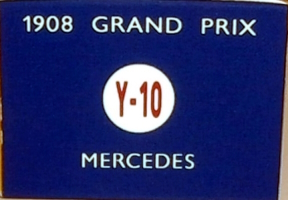 1908 GRAND PRIX
Y-10
MERCEDES